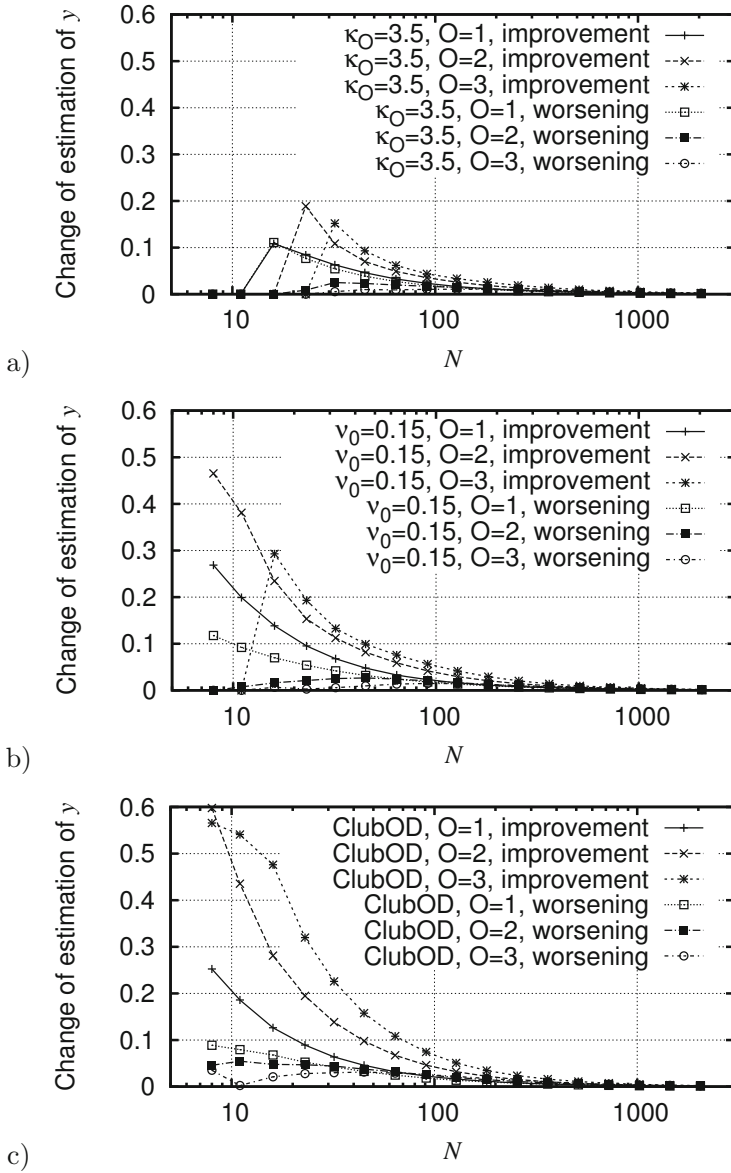 0.6
0.5
0.4
0.3
0.2
0.1
0
10
100
1000
Change of estimation of y
N
κO=3.5, O=1, improvement
κO=3.5, O=2, improvement
κO=3.5, O=3, improvement
κO=3.5, O=1, worsening
κO=3.5, O=2, worsening
κO=3.5, O=3, worsening
a)
0.6
0.5
0.4
0.3
0.2
0.1
0
10
100
1000
Change of estimation of y
N
ν0=0.15, O=1, improvement
ν0=0.15, O=2, improvement
ν0=0.15, O=3, improvement
ν0=0.15, O=1, worsening
ν0=0.15, O=2, worsening
ν0=0.15, O=3, worsening
b)
0.6
0.5
0.4
0.3
0.2
0.1
0
10
100
1000
Change of estimation of y
N
ClubOD, O=1, improvement
ClubOD, O=2, improvement
ClubOD, O=3, improvement
ClubOD, O=1, worsening
ClubOD, O=2, worsening
ClubOD, O=3, worsening
c)